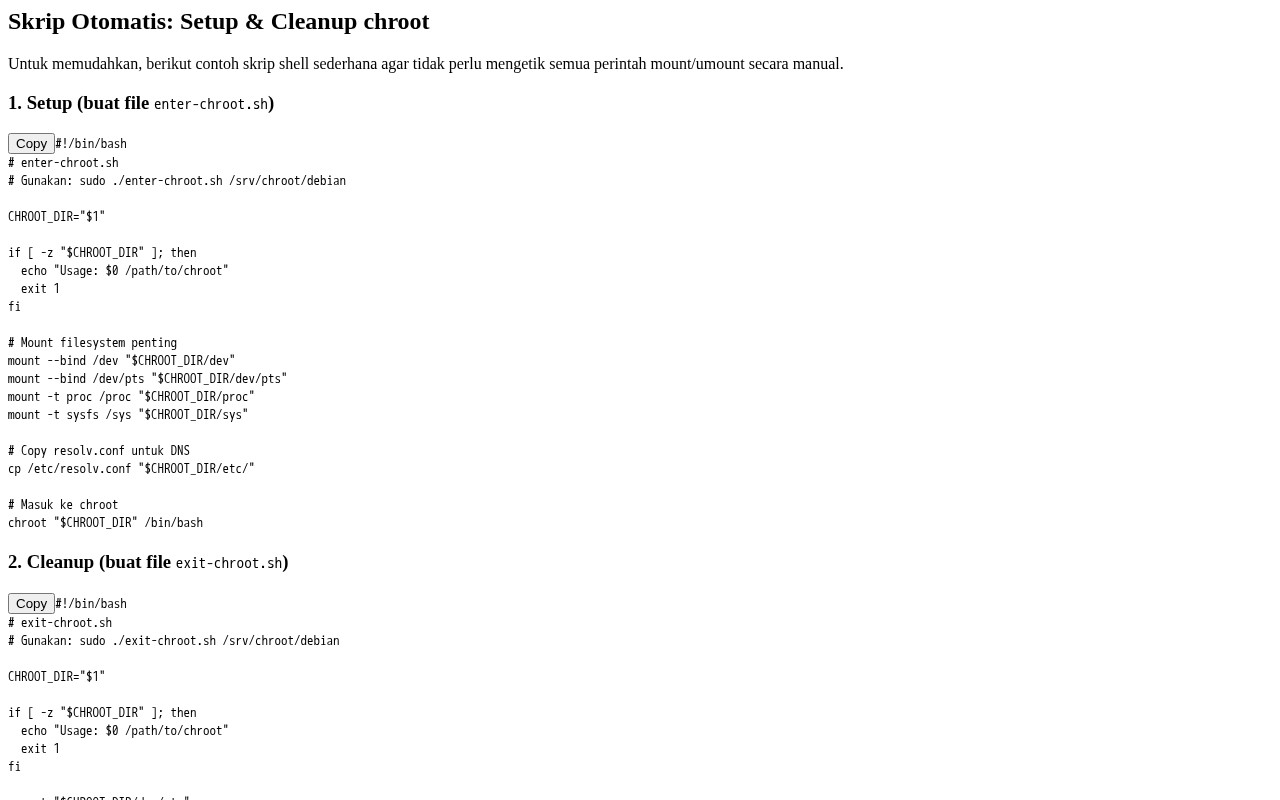 Skrip Otomatis: Setup & Cleanup chroot
Untuk memudahkan, berikut contoh skrip shell sederhana agar tidak perlu mengetik semua perintah mount/umount secara manual.
1. Setup (buat file enter-chroot.sh)
Copy #!/bin/bash
# enter-chroot.sh
# Gunakan: sudo ./enter-chroot.sh /srv/chroot/debian
CHROOT_DIR="$1"
if [ -z "$CHROOT_DIR" ]; then
  echo "Usage: $0 /path/to/chroot"
  exit 1
fi
# Mount filesystem penting
mount --bind /dev "$CHROOT_DIR/dev"
mount --bind /dev/pts "$CHROOT_DIR/dev/pts"
mount -t proc /proc "$CHROOT_DIR/proc"
mount -t sysfs /sys "$CHROOT_DIR/sys"
# Copy resolv.conf untuk DNS
cp /etc/resolv.conf "$CHROOT_DIR/etc/"
# Masuk ke chroot
chroot "$CHROOT_DIR" /bin/bash
2. Cleanup (buat file exit-chroot.sh)
Copy #!/bin/bash
# exit-chroot.sh
# Gunakan: sudo ./exit-chroot.sh /srv/chroot/debian
CHROOT_DIR="$1"
if [ -z "$CHROOT_DIR" ]; then
  echo "Usage: $0 /path/to/chroot"
  exit 1
fi